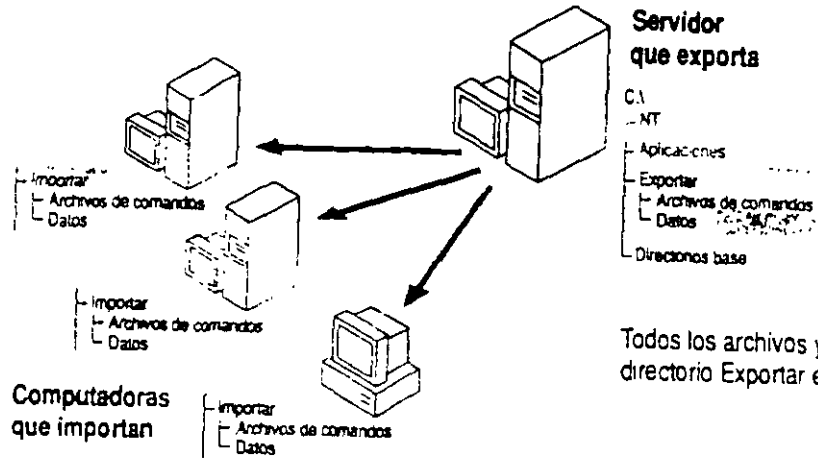 Servidor
que exporta
C:\
NT
Aplicaciones
Exportar
Archivos de comandos
Datos
Directorios base
Importar
Archivos de comandos
Datos
Importar
Archivos de comandos
Datos
Todos los archivos y
directorio Exportar e
Computadoras
que importan
Importar
Archivos de comandos
Datos